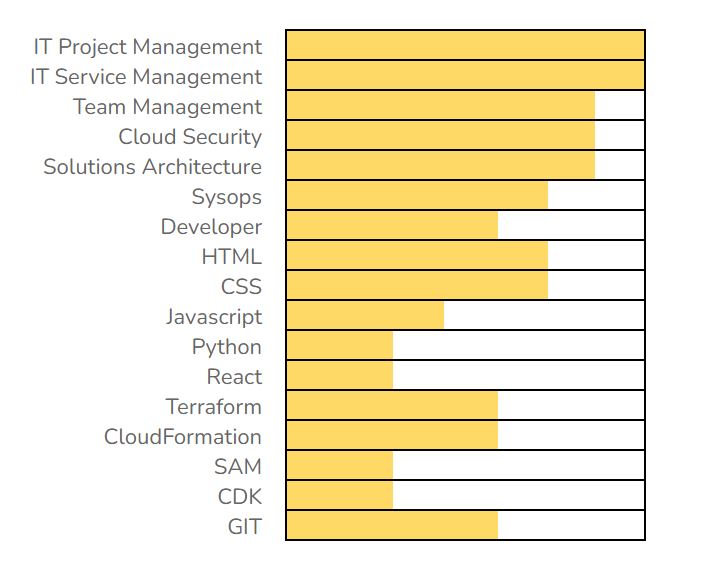 IT Project Management
IT Service Management
Team Management
Cloud Security
Solutions Architecture
Sysops
Developer
HTML
CSS
Javascript
Python
React
Terraform
CloudFormation
SAM
CDK
GIT